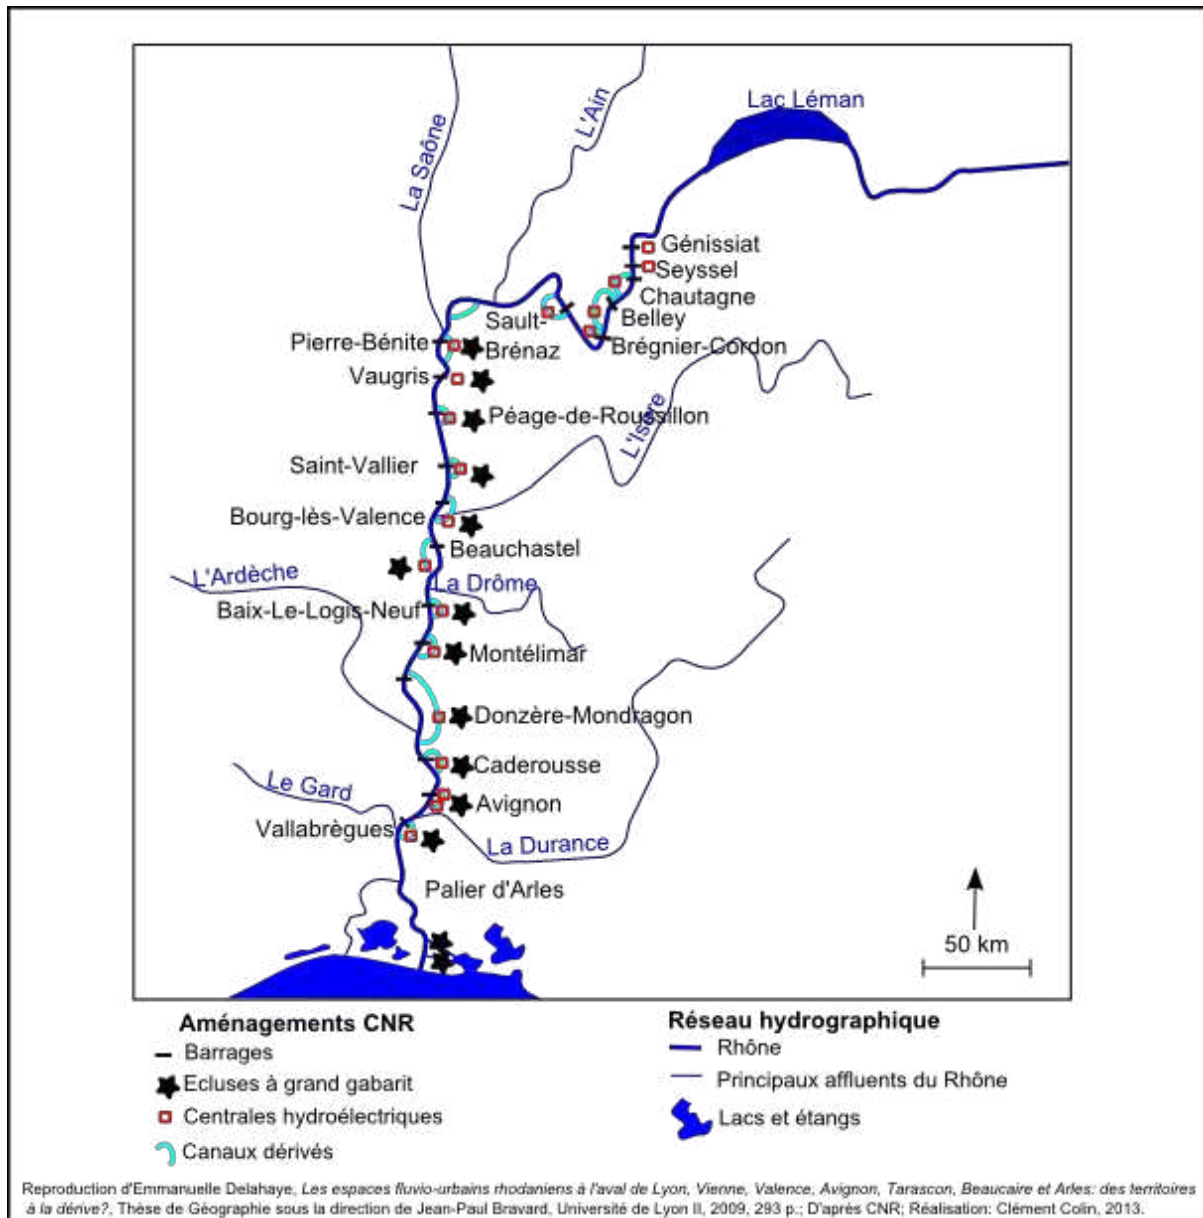 Lac Léman
L'Ain
La Saône
Génissiat
Seyssel
Chautagne
Belley
Sault-
Brénaz
Brégnier-Cordon
Pierre-Bénite
Vaugris
Péage-de-Roussillon
L'Isère
Saint-Vallier
Bourg-lès-Valence
Beauchastel
L'Ardèche
La Drôme
Baix-Le-Logis-Neuf
Montélimar
Donzère-Mondragon
Caderousse
Le Gard
Avignon
Vallabrègues
La Durance
Palier d'Arles
50 km
Aménagements CNR
Barrages
Ecluses à grand gabarit
Centrales hydroélectriques
Canaux dérivés
Réseau hydrographique
Rhône
Principaux affluents du Rhône
Lacs et étangs
Reproduction d'Emmanuelle Delahaye, Les espaces fluvio-urbains rhodaniens à l'aval de Lyon, Vienne, Valence, Avignon, Tarascon, Beaucaire et Arles: des territoires
à la dérive?, Thèse de Géographie sous la direction de Jean-Paul Bravard, Université de Lyon II, 2009, 293 p.; D'après CNR; Réalisation: Clément Colin, 2013.